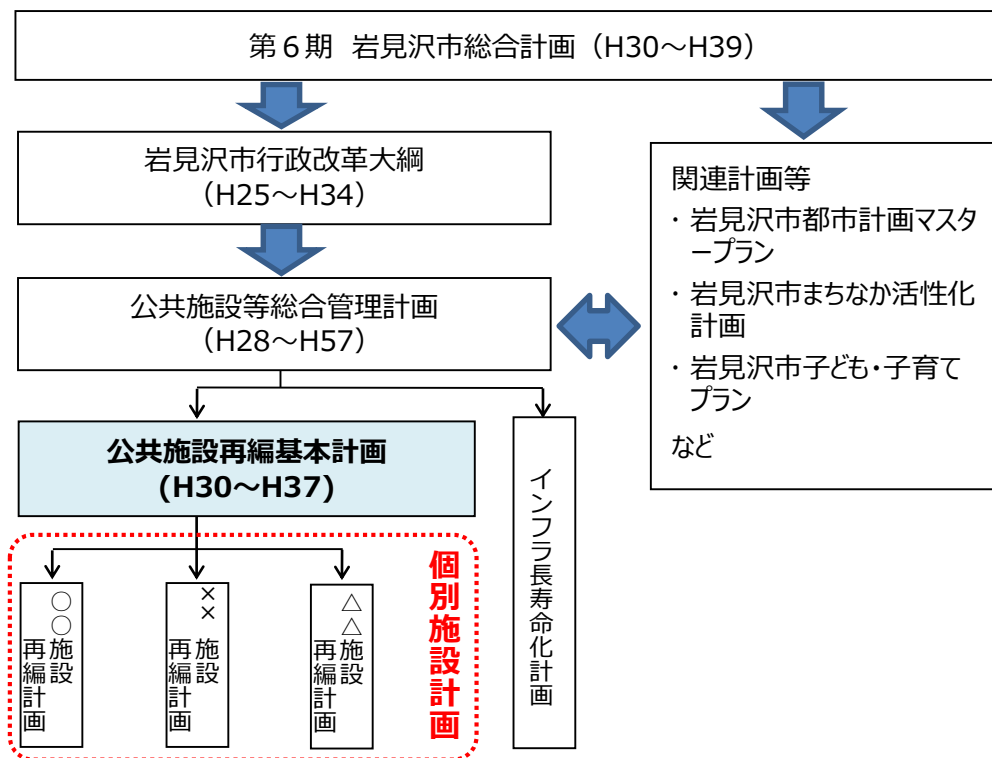 第６期 岩見沢市総合計画（H30～H39）
岩見沢市行政改革大綱
（H25～H34）
公共施設等総合管理計画
（H28～H57）
関連計画等
・ 岩見沢市都市計画マスタ
ープラン
・ 岩見沢市まちなか活性化
計画
・ 岩見沢市子ども・子育て
プラン
など
公共施設再編基本計画
(H30～H37)
インフラ長寿命化計画
○○施設
再編計画
××施設
再編計画
△△施設
再編計画
個別施設計画